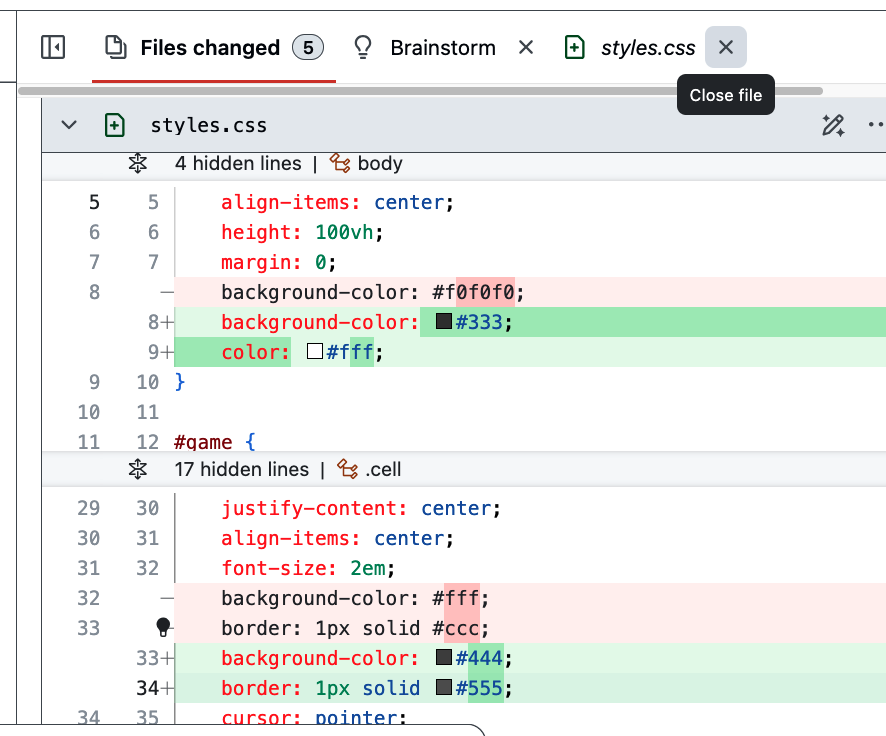 Files changed 5 Brainstorm styles.css
Close file
styles.css
4 hidden lines | body
5 5 align-items: center;
6 6 height: 100vh;
7 7 margin: 0;
8 − background-color: #f0f0f0;
8+ background-color: #333;
9+ color: #fff;
9 10 }
10 11
11 12 #game {
17 hidden lines | .cell
29 30 justify-content: center;
30 31 align-items: center;
31 32 font-size: 2em;
32 − background-color: #fff;
33 − border: 1px solid #ccc;
33+ background-color: #444;
34+ border: 1px solid #555;
34 35 cursor: pointer;